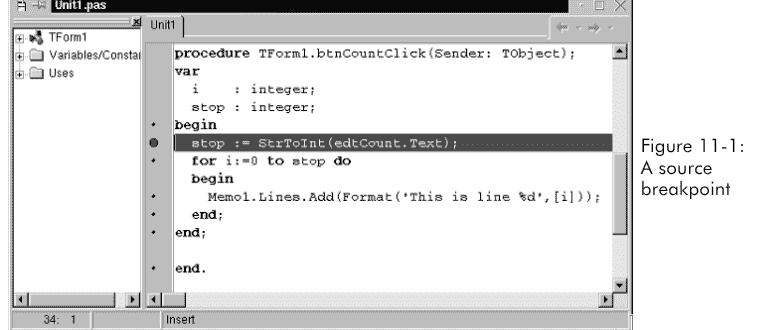 Unit1.pas
TForm1
Variables/Constan
Uses
Unit1
procedure TForm1.btnCountClick(Sender: TObject);
var
i : integer;
stop : integer;
begin
stop := StrToInt(edtCount.Text);
for i:=0 to stop do
begin
Memo1.Lines.Add(Format('This is line %d',[i]));
end;
end;
end.
34: 1
Insert
Figure 11-1:
A source
breakpoint